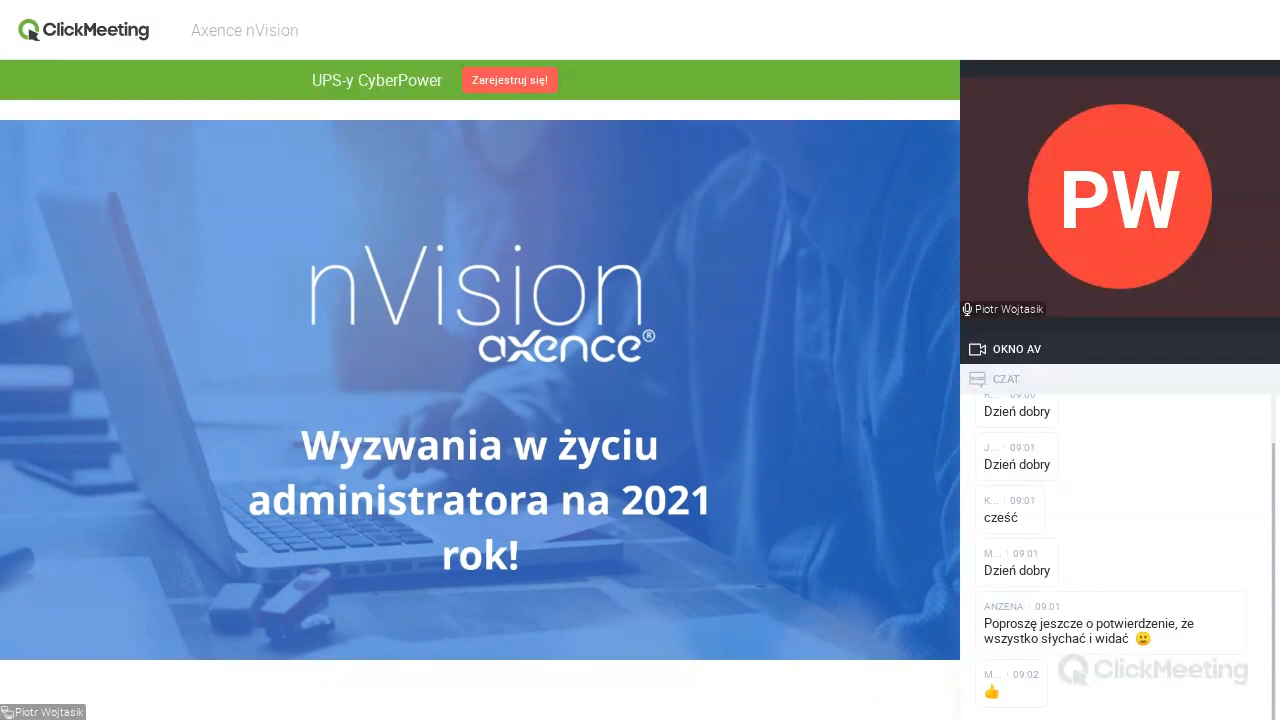 ClickMeeting
Axence nVision
UPS-y CyberPower
Zarejestruj się!
nVision
axence®
Wyzwania w życiu
administratora na 2021
rok!
Piotr Wojtasik
PW
Piotr Wojtasik
OKNO AV
CZAT
K... 09:00
Dzień dobry
J... 09:01
Dzień dobry
K... 09:01
cześć
M... 09:01
Dzień dobry
ANZENA 09:01
Poproszę jeszcze o potwierdzenie, że
wszystko słychać i widać
M... 09:02
ClickMeeting